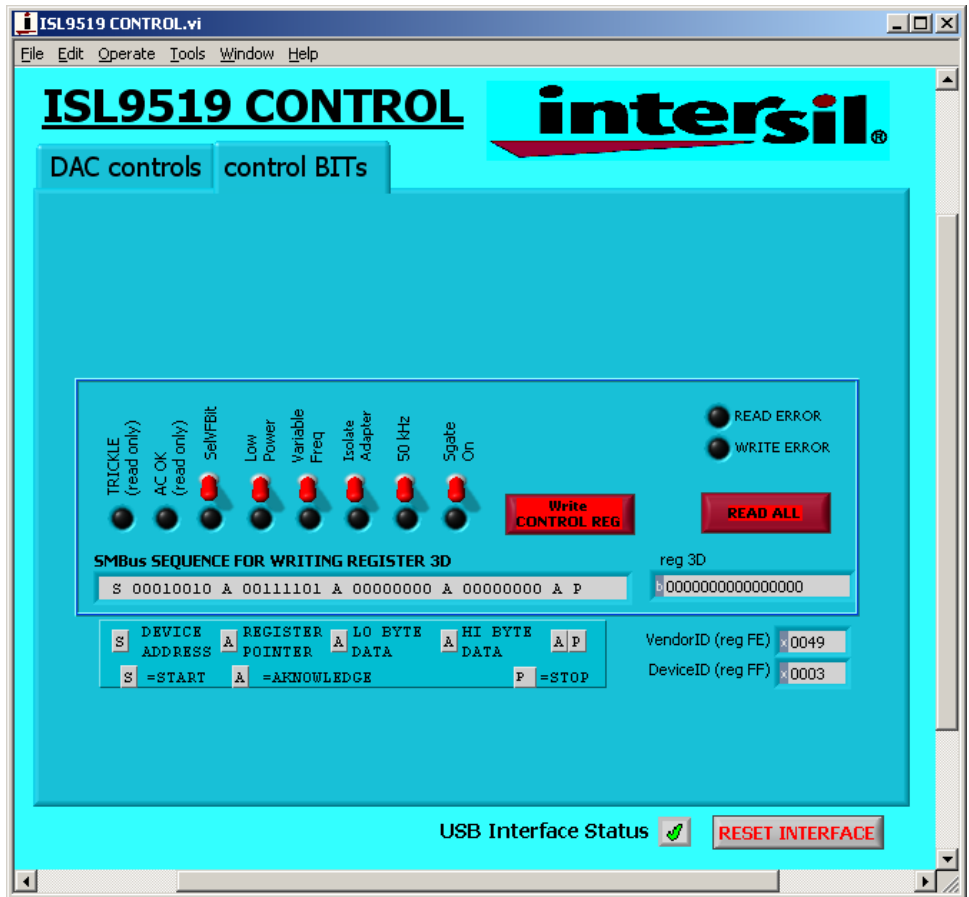 ISL9519 CONTROL.vi
File Edit Operate Tools Window Help
ISL9519 CONTROL
intersil®
DAC controls control BITs
TRICKLE
(read only)
AC OK
(read only)
SelVFBit
Low
Power
Variable
Freq
Isolate
Adapter
50 kHz
Sgate
On
READ ERROR
WRITE ERROR
Write
CONTROL REG
READ ALL
SMBus SEQUENCE FOR WRITING REGISTER 3D
S 00010010 A 00111101 A 00000000 A 00000000 A P
reg 3D
b 0000000000000000
S DEVICE ADDRESS A REGISTER POINTER A LO BYTE DATA A HI BYTE DATA A P
S =START A =AKNOWLEDGE P =STOP
VendorID (reg FE) x 0049
DeviceID (reg FF) x 0003
USB Interface Status RESET INTERFACE